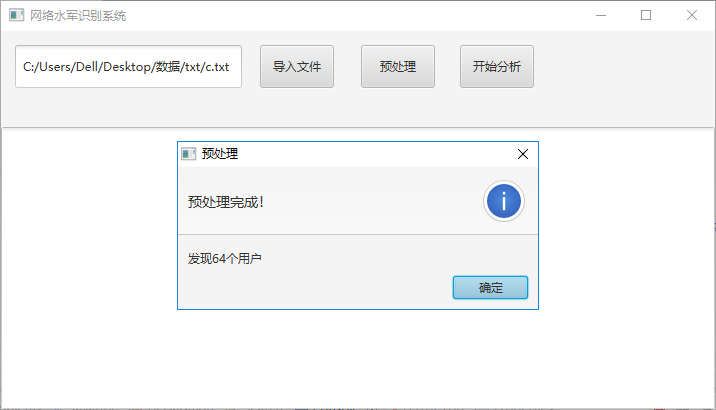 网络水军识别系统
C:/Users/Dell/Desktop/数据/txt/c.txt
导入文件
预处理
开始分析
预处理
预处理完成！
发现64个用户
确定